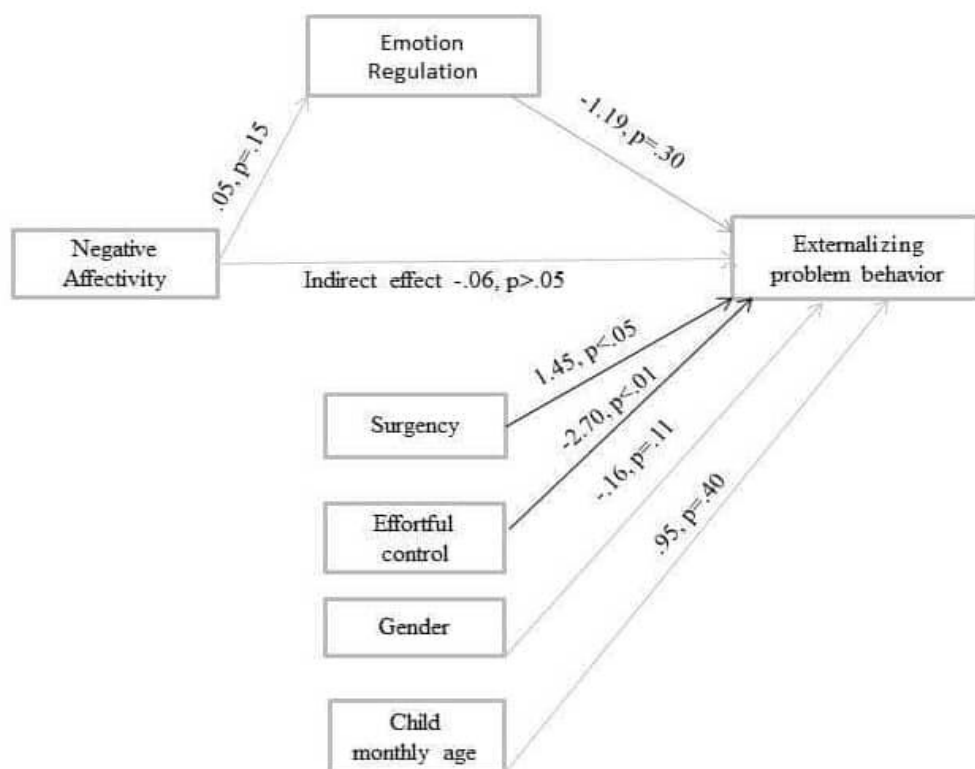 Emotion
Regulation
.05, p=.15
-1.19, p=.30
Negative
Affectivity
Externalizing
problem behavior
Indirect effect -.06, p>.05
1.45, p<.05
Surgency
-2.70, p<.01
-.16, p=.11
.95, p=.40
Effortful
control
Gender
Child
monthly age